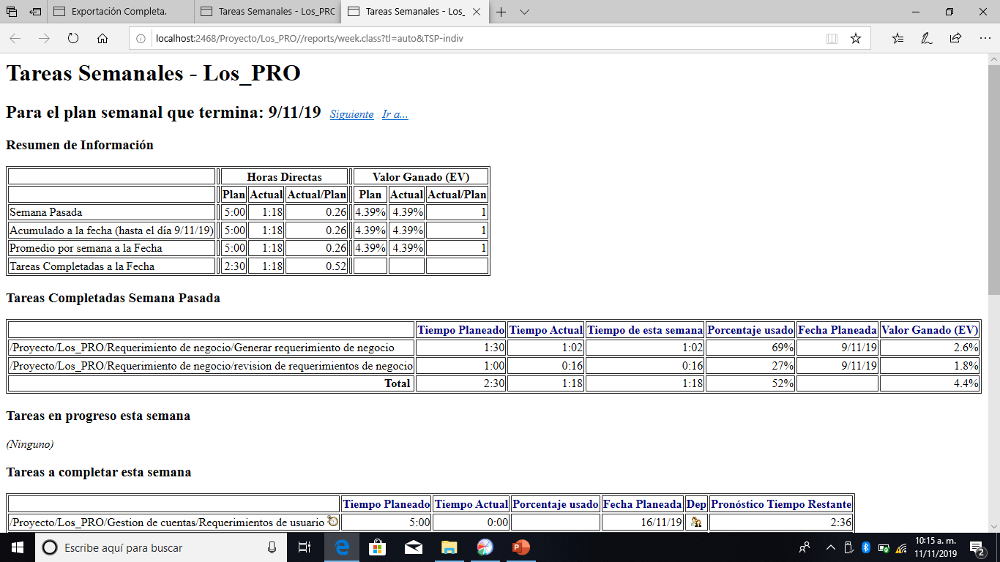 Exportación Completa.
Tareas Semanales - Los_PRO
Tareas Semanales - Los_
localhost:2468/Proyecto/Los_PRO//reports/week.class?tl=auto&TSP-indiv
Tareas Semanales - Los_PRO
Para el plan semanal que termina: 9/11/19 Siguiente Ir a...
Resumen de Información
Horas Directas Valor Ganado (EV)
Plan Actual Actual/Plan Plan Actual Actual/Plan
Semana Pasada 5:00 1:18 0.26 4.39% 4.39% 1
Acumulado a la fecha (hasta el día 9/11/19) 5:00 1:18 0.26 4.39% 4.39% 1
Promedio por semana a la Fecha 5:00 1:18 0.26 4.39% 4.39% 1
Tareas Completadas a la Fecha 2:30 1:18 0.52
Tareas Completadas Semana Pasada
Tiempo Planeado Tiempo Actual Tiempo de esta semana Porcentaje usado Fecha Planeada Valor Ganado (EV)
/Proyecto/Los_PRO/Requerimiento de negocio/Generar requerimiento de negocio 1:30 1:02 1:02 69% 9/11/19 2.6%
/Proyecto/Los_PRO/Requerimiento de negocio/revision de requerimientos de negocio 1:00 0:16 0:16 27% 9/11/19 1.8%
Total 2:30 1:18 1:18 52% 4.4%
Tareas en progreso esta semana
(Ninguno)
Tareas a completar esta semana
Tiempo Planeado Tiempo Actual Porcentaje usado Fecha Planeada Dep Pronóstico Tiempo Restante
/Proyecto/Los_PRO/Gestion de cuentas/Requerimientos de usuario 5:00 0:00 16/11/19 2:36
Escribe aquí para buscar
10:15 a. m.
11/11/2019
2